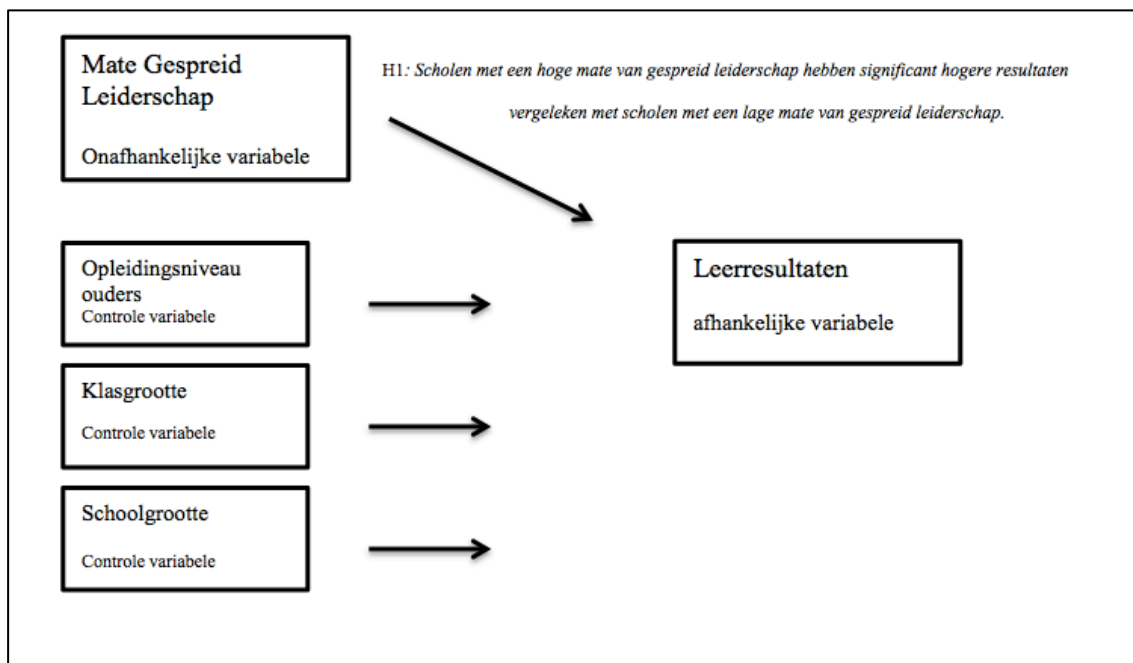 Mate Gespreid
Leiderschap
Onafhankelijke variabele
H1: Scholen met een hoge mate van gespreid leiderschap hebben significant hogere resultaten
vergeleken met scholen met een lage mate van gespreid leiderschap.
Opleidingsniveau
ouders
Controle variabele
Leerresultaten
afhankelijke variabele
Klasgrootte
Controle variabele
Schoolgrootte
Controle variabele